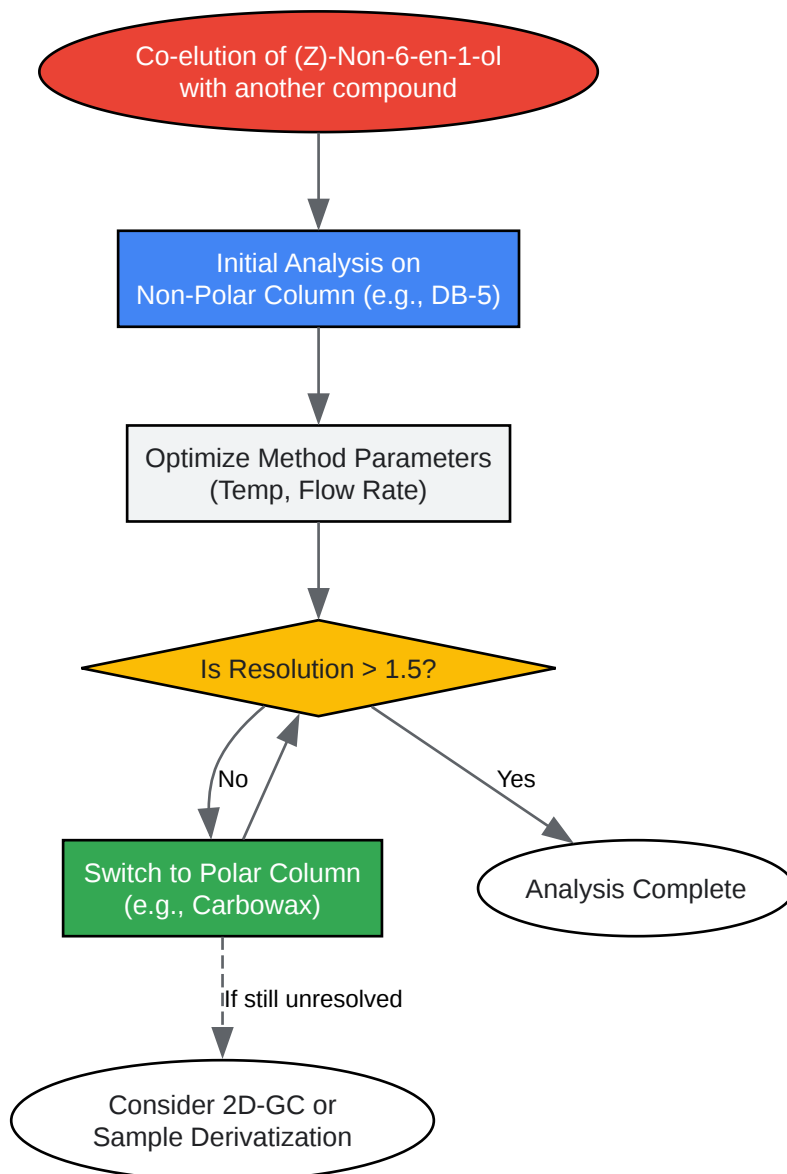 Co-elution of (Z)-Non-6-en-1-ol
with another compound
Initial Analysis on
Non-Polar Column (e.g., DB-5)
Optimize Method Parameters
(Temp, Flow Rate)
Is Resolution > 1.5?
No
Yes
Switch to Polar Column
(e.g., Carbowax)
Analysis Complete
If still unresolved
Consider 2D-GC or
Sample Derivatization